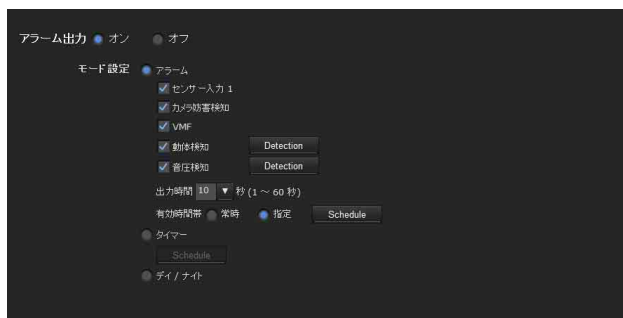 アラーム出力 オン オフ
モード設定 アラーム
センサー入力 1
カメラ妨害検知
VMF
動体検知 Detection
音圧検知 Detection
出力時間 10 ▼ 秒 (1 ～ 60 秒)
有効時間帯 常時 指定 Schedule
タイマー
Schedule
デイ / ナイト